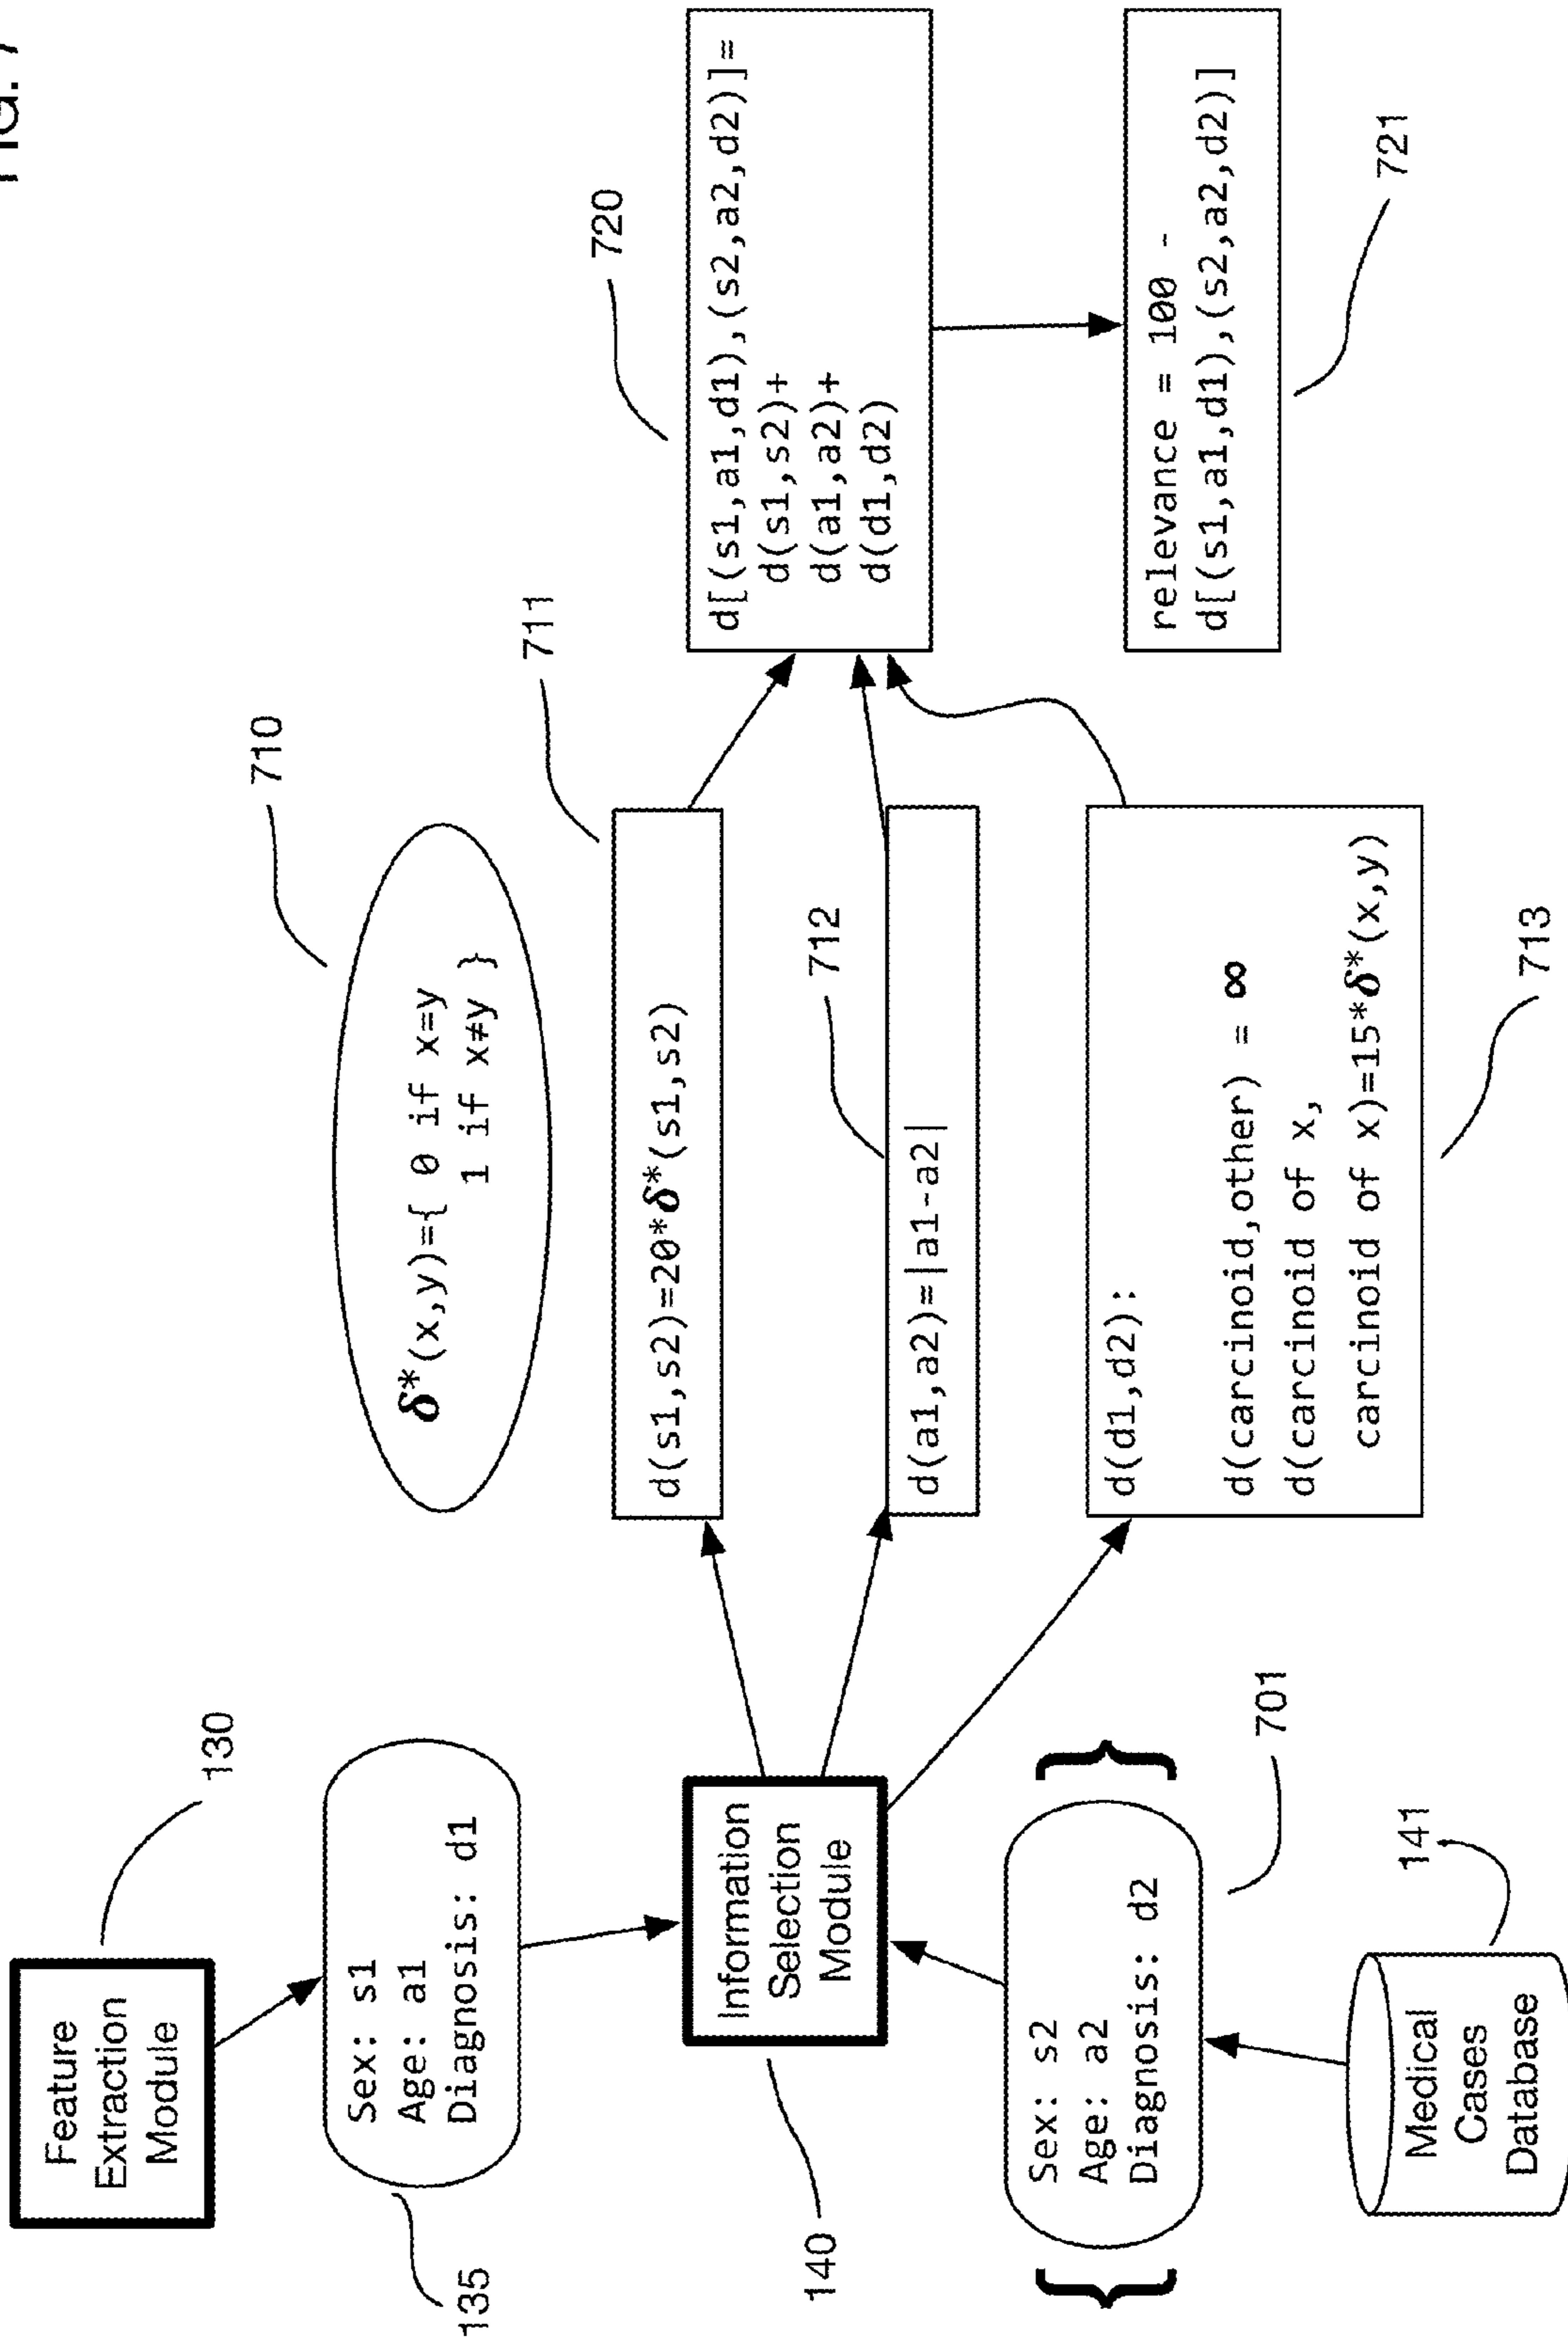 FIG. 7
Feature
Extraction
Module
130
Sex: s1
Age: a1
Diagnosis: d1
135
Information
Selection
Module
140
Sex: s2
Age: a2
Diagnosis: d2
{ }
701
Medical
Cases
Database
141
δ*(x,y)={ 0 if x=y
1 if x≠y }
710
d(s1,s2)=20*δ*(s1,s2)
711
d(a1,a2)=|a1-a2|
712
d(d1,d2):
d(carcinoid,other) = ∞
d(carcinoid of x,
carcinoid of x)=15*δ*(x,y)
713
d[(s1,a1,d1),(s2,a2,d2)]=
d(s1,s2)+
d(a1,a2)+
d(d1,d2)
720
relevance = 100 -
d[(s1,a1,d1),(s2,a2,d2)]
721